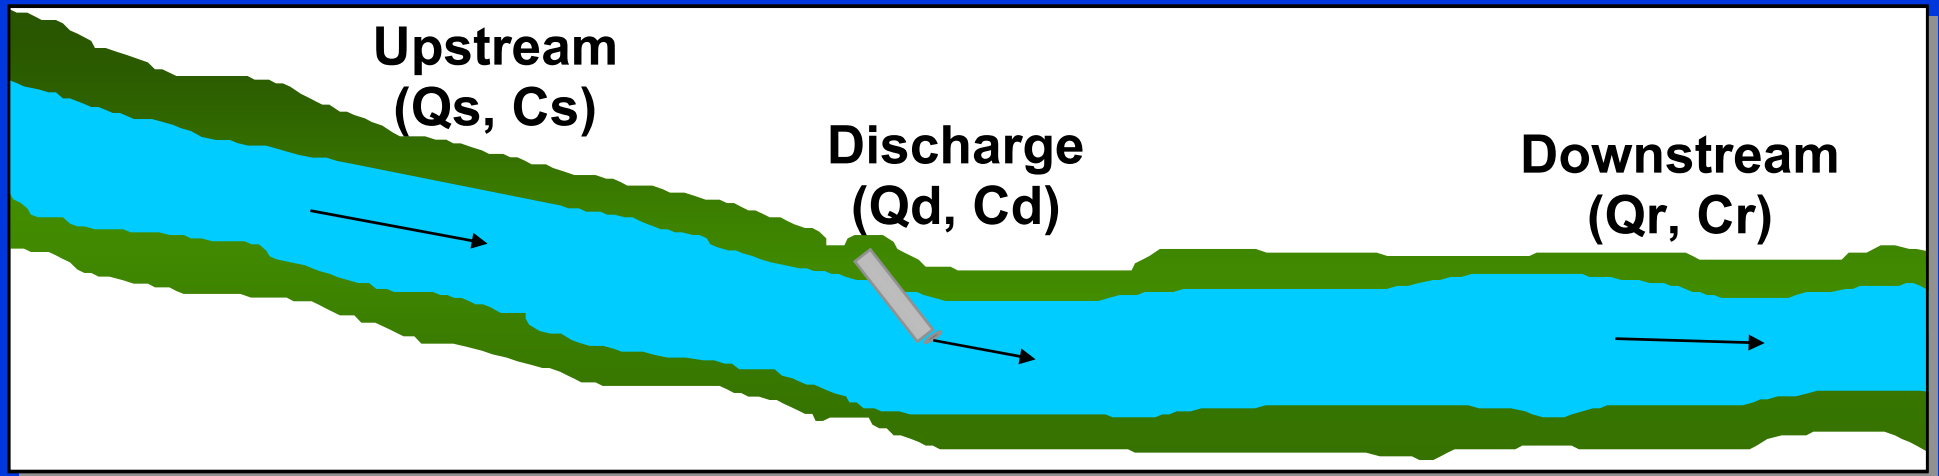 Upstream
(Qs, Cs)
Discharge
(Qd, Cd)
Downstream
(Qr, Cr)